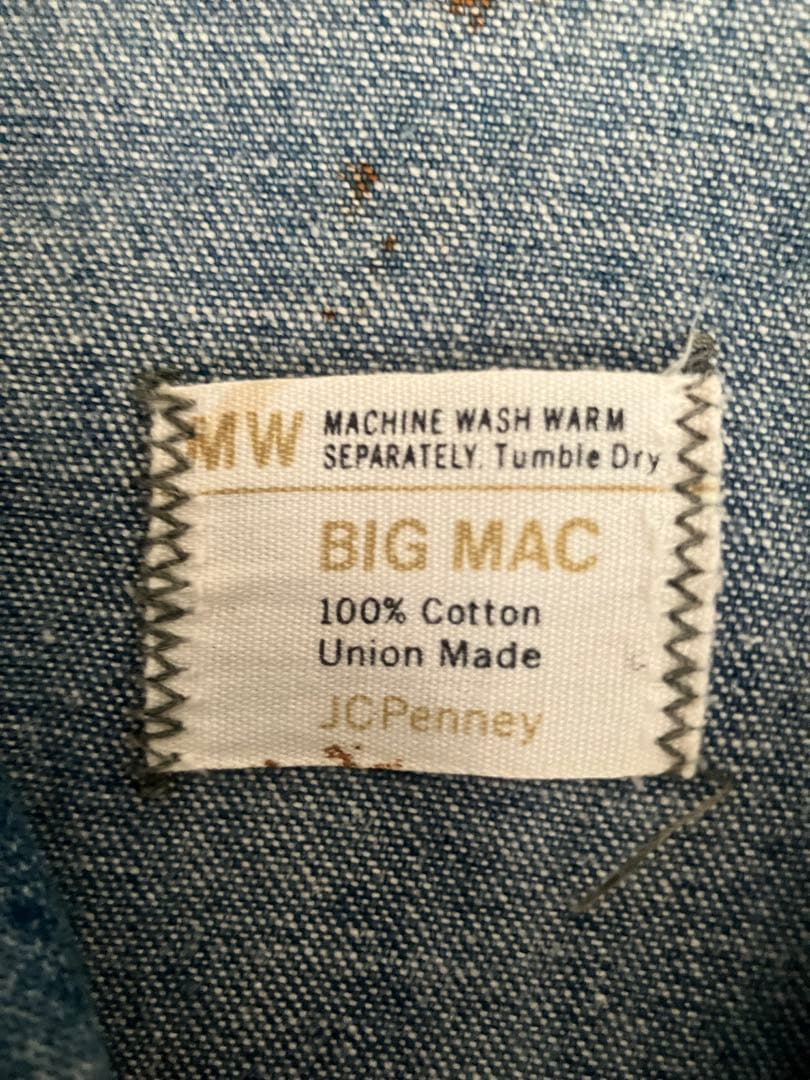 MW MACHINE WASH WARM
SEPARATELY. Tumble Dry
BIG MAC
100% Cotton
Union Made
JCPenney